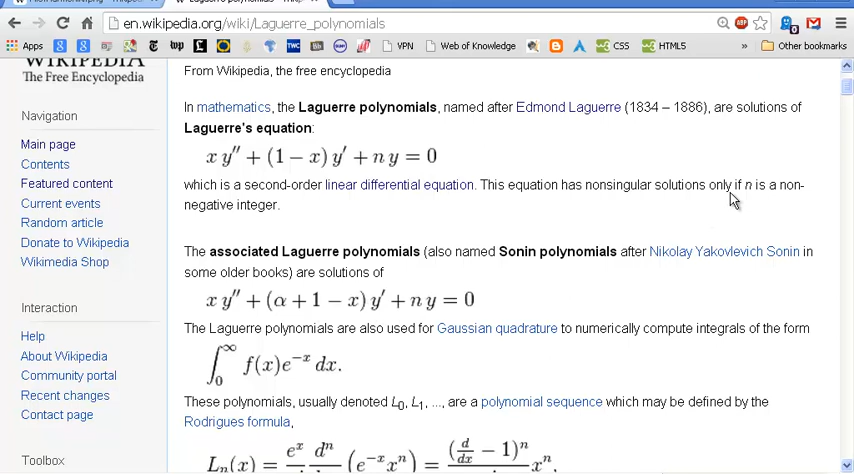 en.wikipedia.org/wiki/Laguerre_polynomials
Apps VPN Web of Knowledge CSS HTML5 » Other bookmarks
WIKIPEDIA
The Free Encyclopedia
Navigation
Main page
Contents
Featured content
Current events
Random article
Donate to Wikipedia
Wikimedia Shop
Interaction
Help
About Wikipedia
Community portal
Recent changes
Contact page
Toolbox
From Wikipedia, the free encyclopedia
In mathematics, the Laguerre polynomials, named after Edmond Laguerre (1834 – 1886), are solutions of
Laguerre's equation:
x y″ + (1 − x) y′ + n y = 0
which is a second-order linear differential equation. This equation has nonsingular solutions only if n is a non-
negative integer.
The associated Laguerre polynomials (also named Sonin polynomials after Nikolay Yakovlevich Sonin in
some older books) are solutions of
x y″ + (α + 1 − x) y′ + n y = 0
The Laguerre polynomials are also used for Gaussian quadrature to numerically compute integrals of the form
∫₀^∞ f(x)e^{−x} dx.
These polynomials, usually denoted L₀, L₁, ..., are a polynomial sequence which may be defined by the
Rodrigues formula,